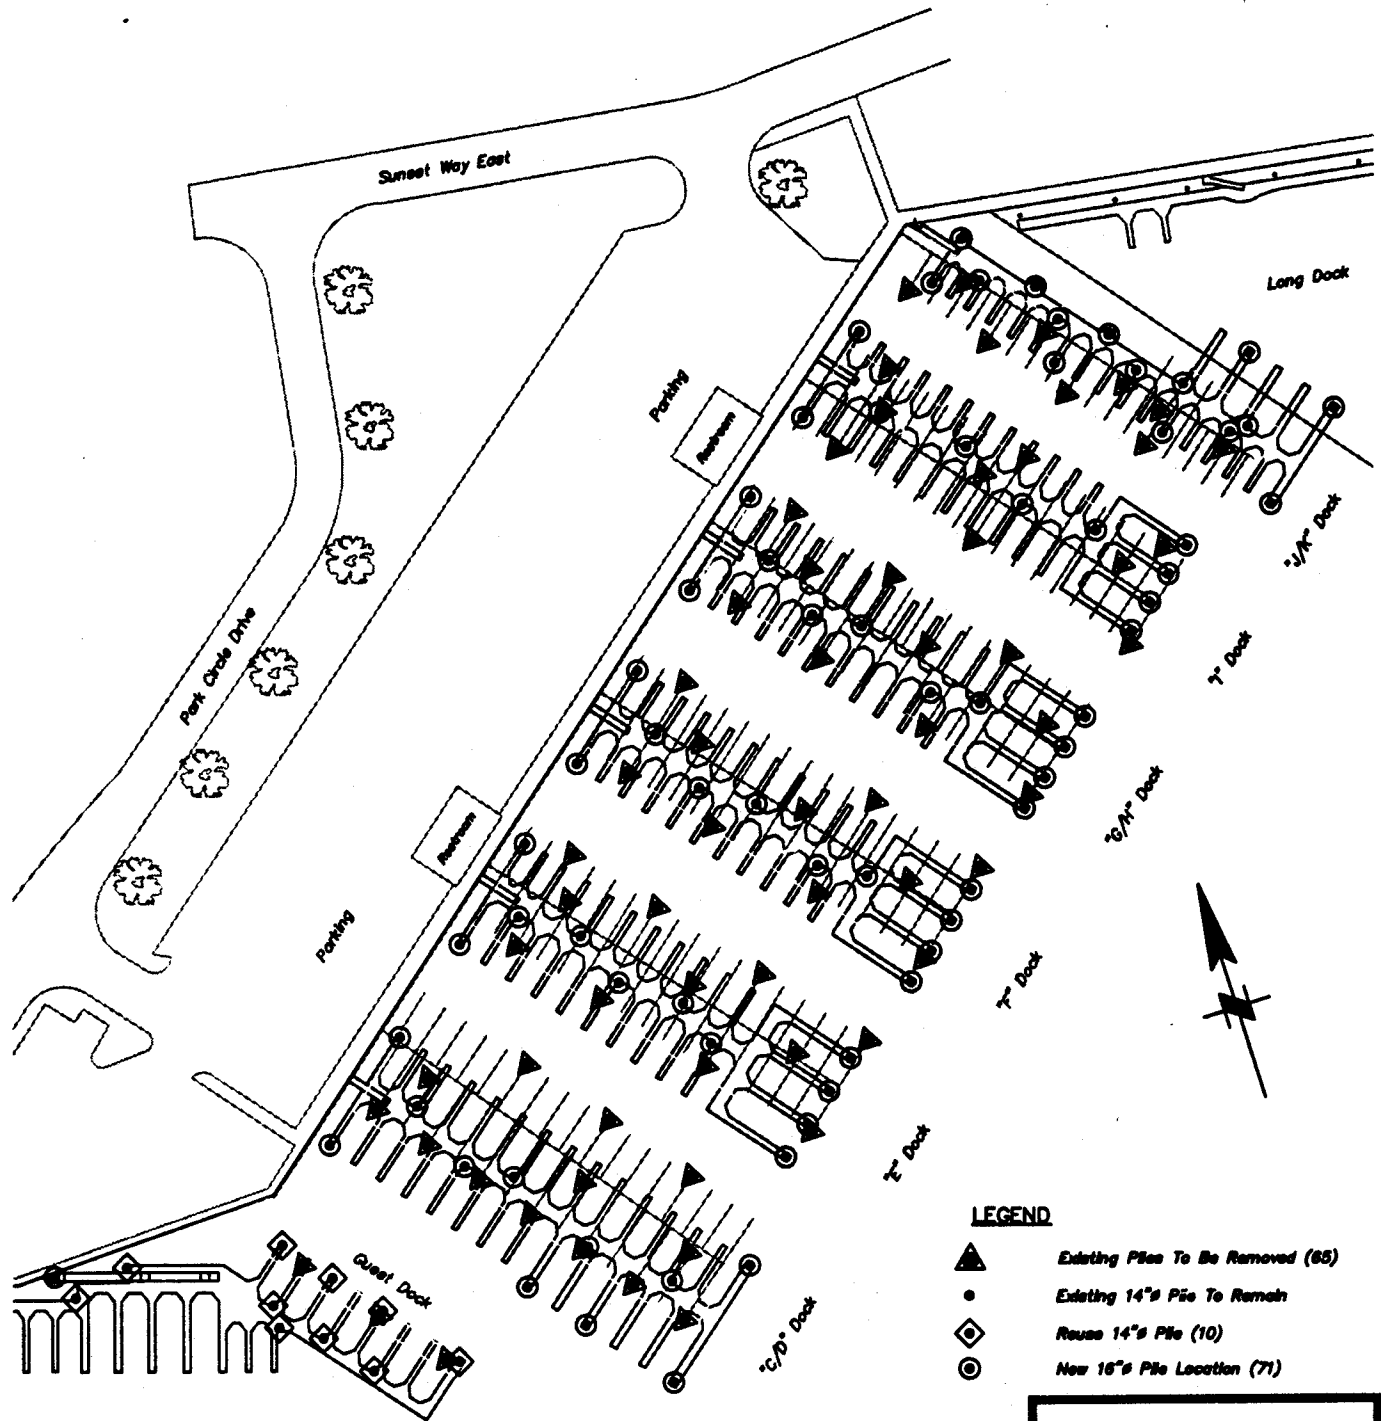 Sunset Way East
Long Dock
Parking
Restroom
"J/K" Dock
"I" Dock
Park Circle Drive
"G/H" Dock
Restroom
Parking
"F" Dock
"E" Dock
Guest Dock
"C/D" Dock
LEGEND
Existing Piles To Be Removed (65)
Existing 14"ø Pile To Remain
Reuse 14"ø Pile (10)
New 16"ø Pile Location (71)